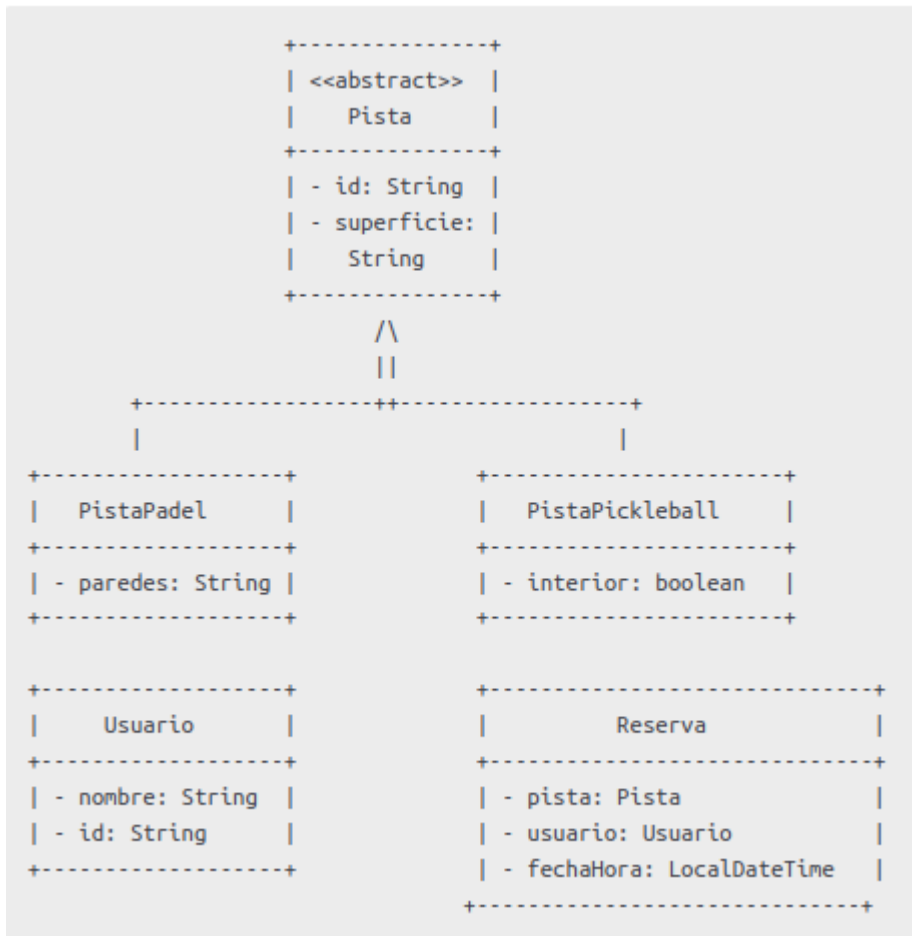 +---------------+
| <<abstract>>  |
|    Pista      |
+---------------+
| - id: String  |
| - superficie: |
|    String     |
+---------------+
/\
||
+------------------++------------------+
|                                      |
+-------------------+              +-----------------------+
|   PistaPadel      |              |   PistaPickleball     |
+-------------------+              +-----------------------+
| - paredes: String |              | - interior: boolean   |
+-------------------+              +-----------------------+
+-------------------+              +------------------------------+
|     Usuario       |              |          Reserva             |
+-------------------+              +------------------------------+
| - nombre: String  |              | - pista: Pista               |
| - id: String      |              | - usuario: Usuario           |
+-------------------+              | - fechaHora: LocalDateTime   |
+------------------------------+